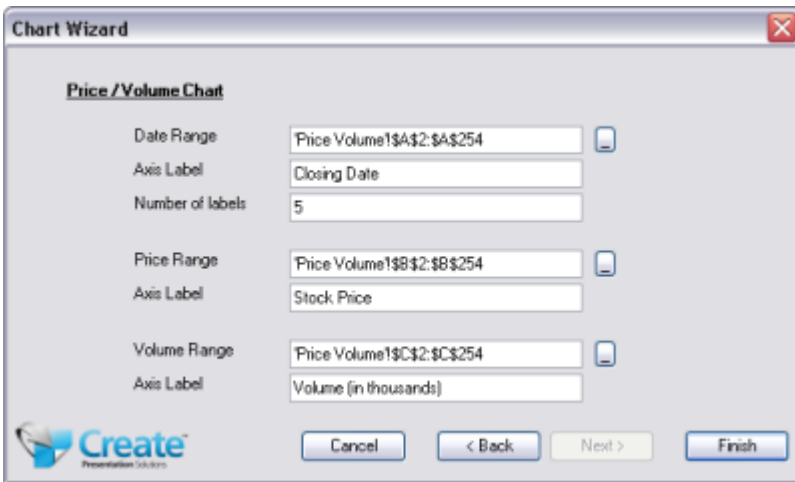 Chart Wizard
Price / Volume Chart
Date Range 'Price Volume'!$A$2:$A$254
Axis Label Closing Date
Number of labels 5
Price Range 'Price Volume'!$B$2:$B$254
Axis Label Stock Price
Volume Range 'Price Volume'!$C$2:$C$254
Axis Label Volume (in thousands)
Create
Presentation Solutions
Cancel < Back Next > Finish